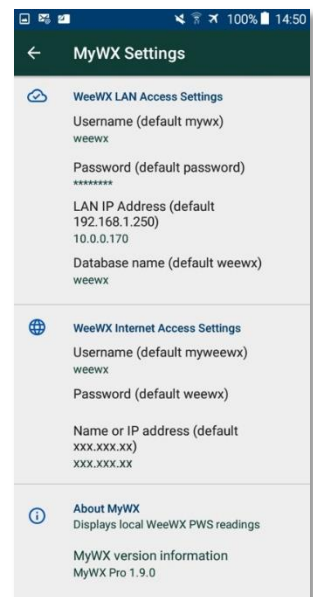 100% 14:50
MyWX Settings
WeeWX LAN Access Settings
Username (default mywx)
weewx
Password (default password)
********
LAN IP Address (default
192.168.1.250)
10.0.0.170
Database name (default weewx)
weewx
WeeWX Internet Access Settings
Username (default myweewx)
weewx
Password (default weewx)
Name or IP address (default
xxx.xxx.xx)
xxx.xxx.xx
About MyWX
Displays local WeeWX PWS readings
MyWX version information
MyWX Pro 1.9.0